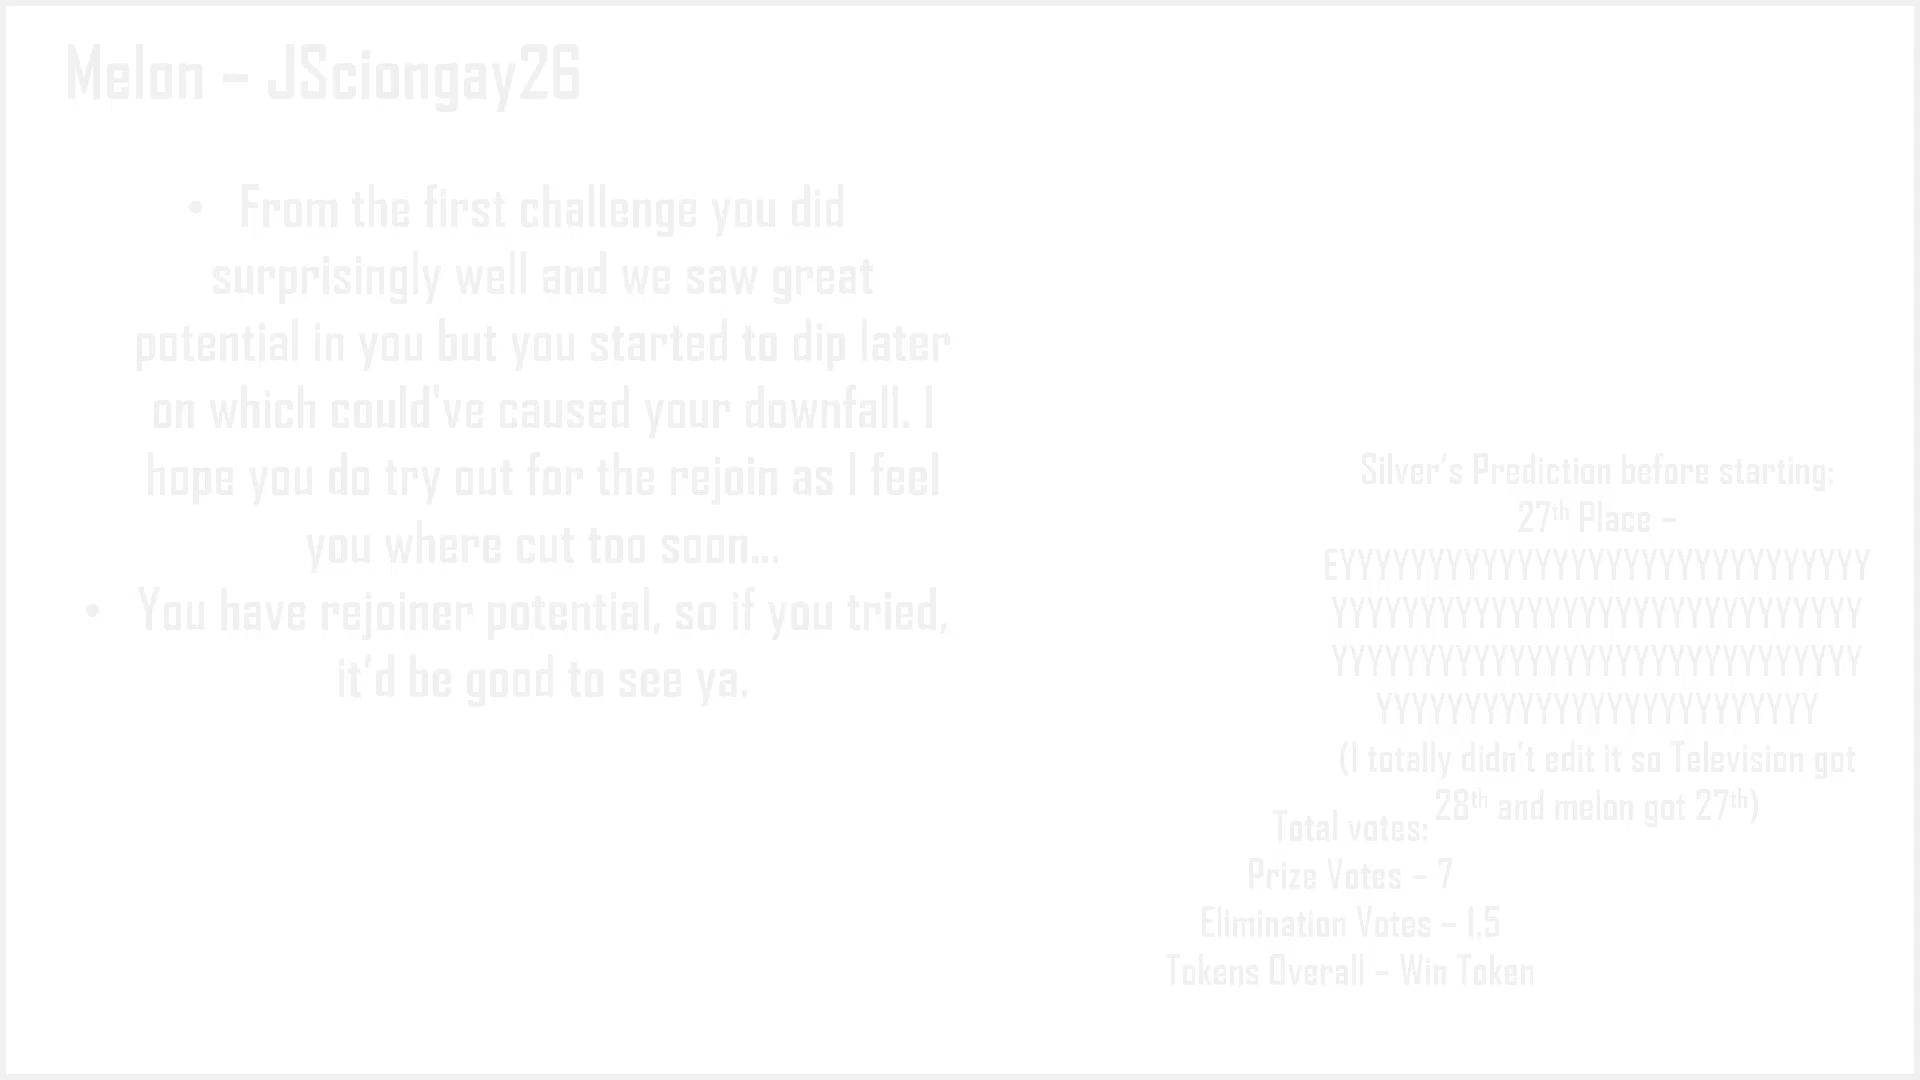 Melon – JSciongay26
• From the first challenge you did
surprisingly well and we saw great
potential in you but you started to dip later
on which could've caused your downfall. I
hope you do try out for the rejoin as I feel
you where cut too soon...
• You have rejoiner potential, so if you tried,
it'd be good to see ya.
Silver's Prediction before starting:
27th Place –
EYYYYYYYYYYYYYYYYYYYYYYYYYYYYYY
YYYYYYYYYYYYYYYYYYYYYYYYYYYYYY
YYYYYYYYYYYYYYYYYYYYYYYYYYYYYY
YYYYYYYYYYYYYYYYYYYYYYYYY
(I totally didn't edit it so Television got
28th and melon got 27th)
Total votes:
Prize Votes – 7
Elimination Votes – 1.5
Tokens Overall – Win Token